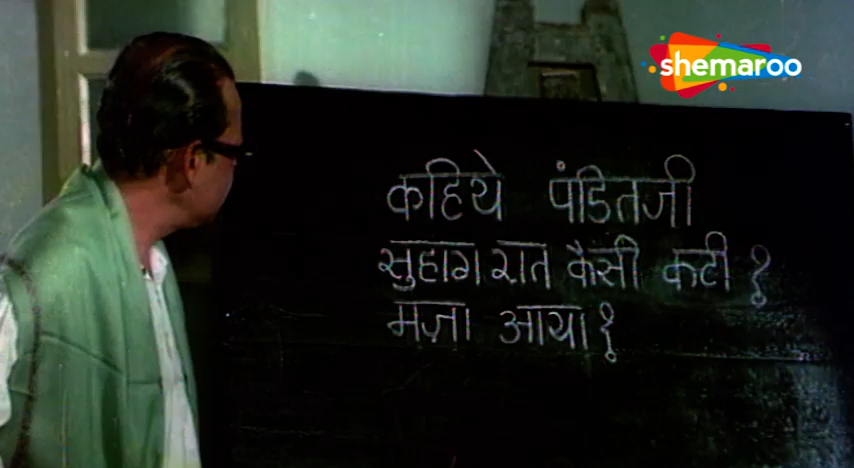 shemaroo
कहिये पंडितजी
सुहाग रात कैसी कटी ?
मज़ा आया ?